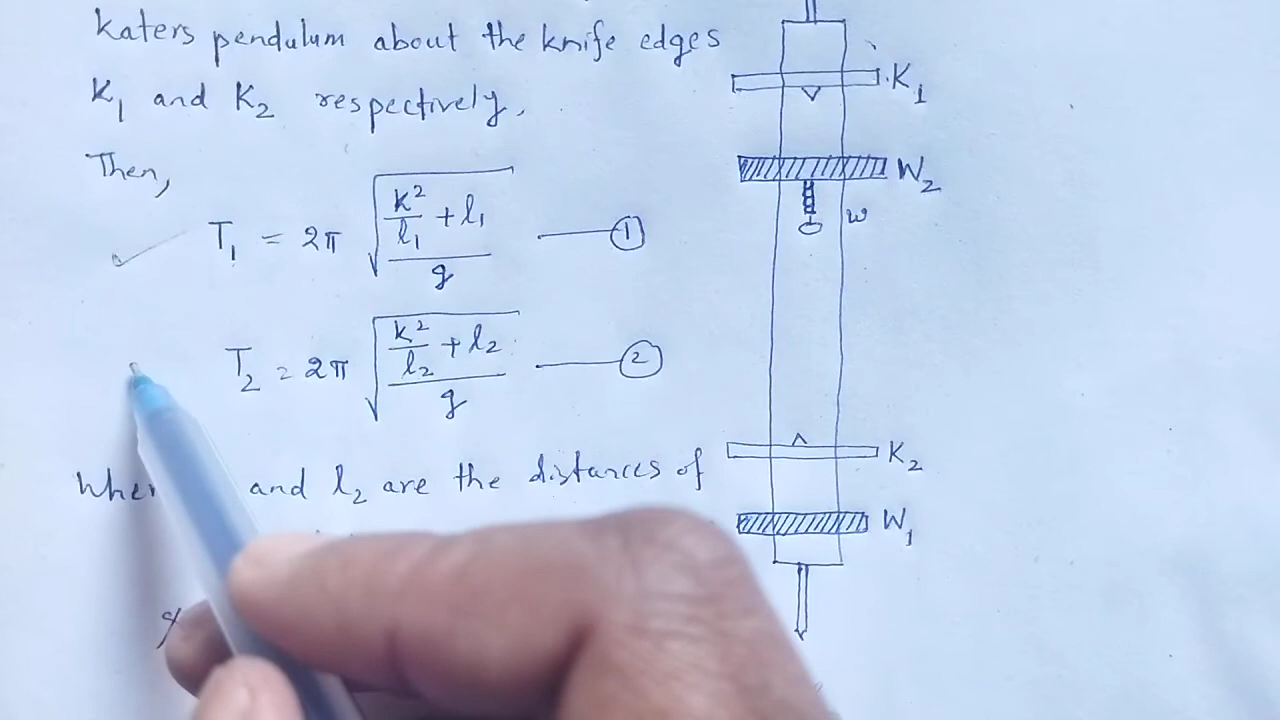 Katers pendulum about the knife edges
K₁ and K₂ respectively.
Then,
T₁ = 2π √((k²/l₁ + l₁)/g) —— ①
T₂ = 2π √((k²/l₂ + l₂)/g) —— ②
and l₂ are the distances of
K₁
W₂
w
K₂
W₁